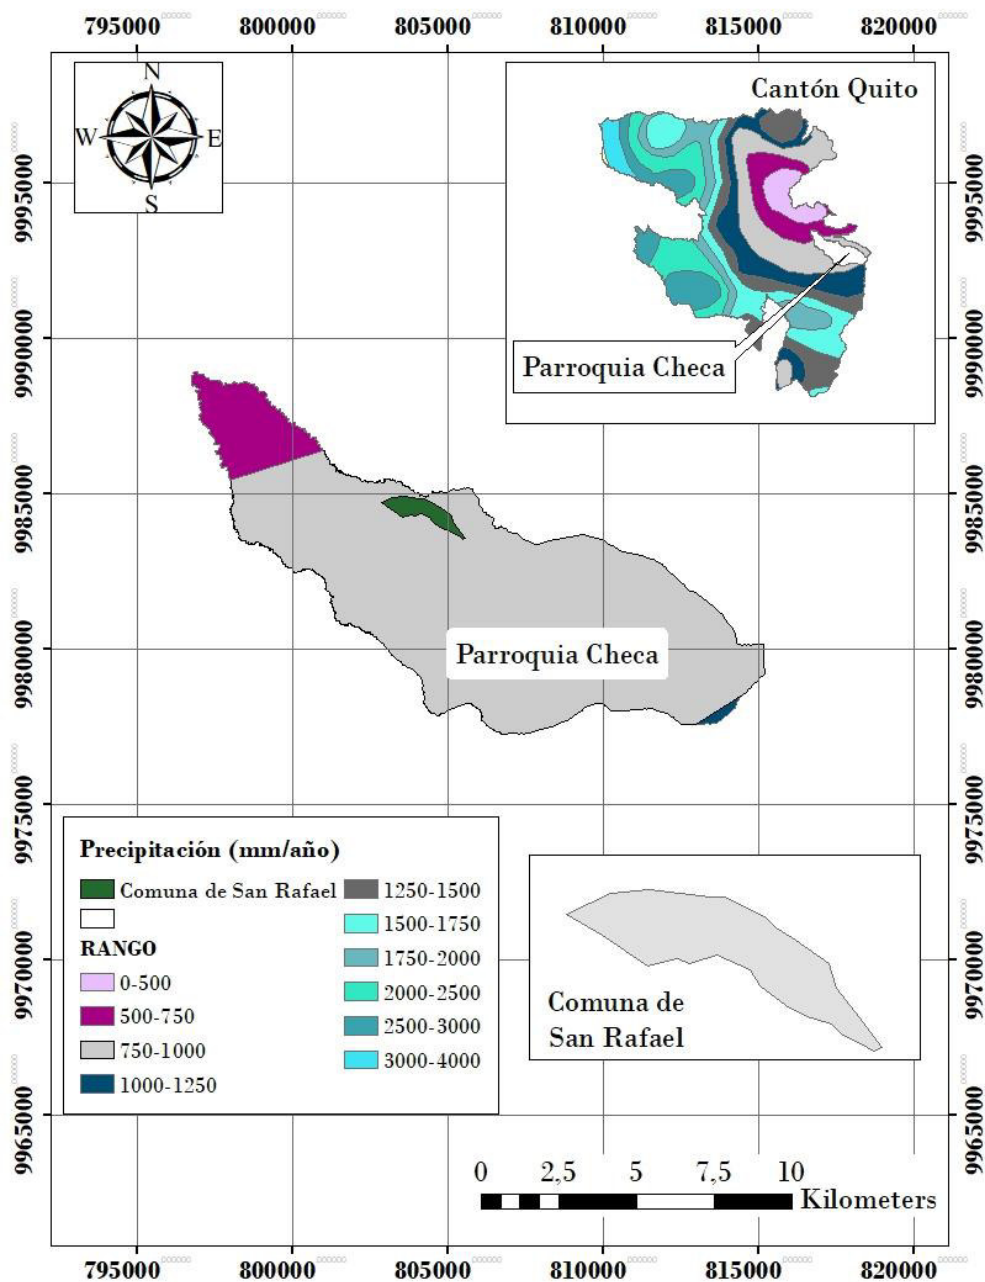 795000 800000 805000 810000 815000 820000
N
W E
S
Cantón Quito
Parroquia Checa
9995000 9995000
9990000 9990000
9985000 9985000
9980000 9980000
9975000 9975000
9970000 9970000
9965000 9965000
Parroquia Checa
Precipitación (mm/año)
Comuna de San Rafael
RANGO
0-500
500-750
750-1000
1000-1250
1250-1500
1500-1750
1750-2000
2000-2500
2500-3000
3000-4000
Comuna de
San Rafael
0 2,5 5 7,5 10
Kilometers
795000 800000 805000 810000 815000 820000